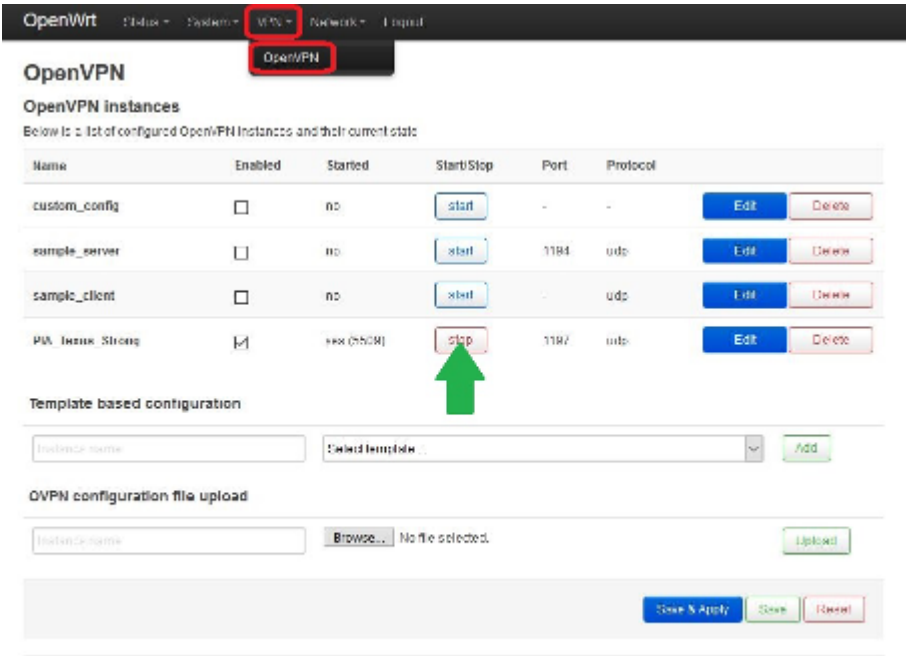 OpenWrt Status System VPN Network Logout
OpenVPN
OpenVPN
OpenVPN instances
Below is a list of configured OpenVPN instances and their current state
Name Enabled Started Start/Stop Port Protocol
custom_config no start - - Edit Delete
sample_server no start 1194 udp Edit Delete
sample_client no start - udp Edit Delete
PIA_Texas_Strong yes (5509) stop 1197 udp Edit Delete
Template based configuration
Instance name Select template ... Add
OVPN configuration file upload
Instance name Browse... No file selected. Upload
Save & Apply Save Reset